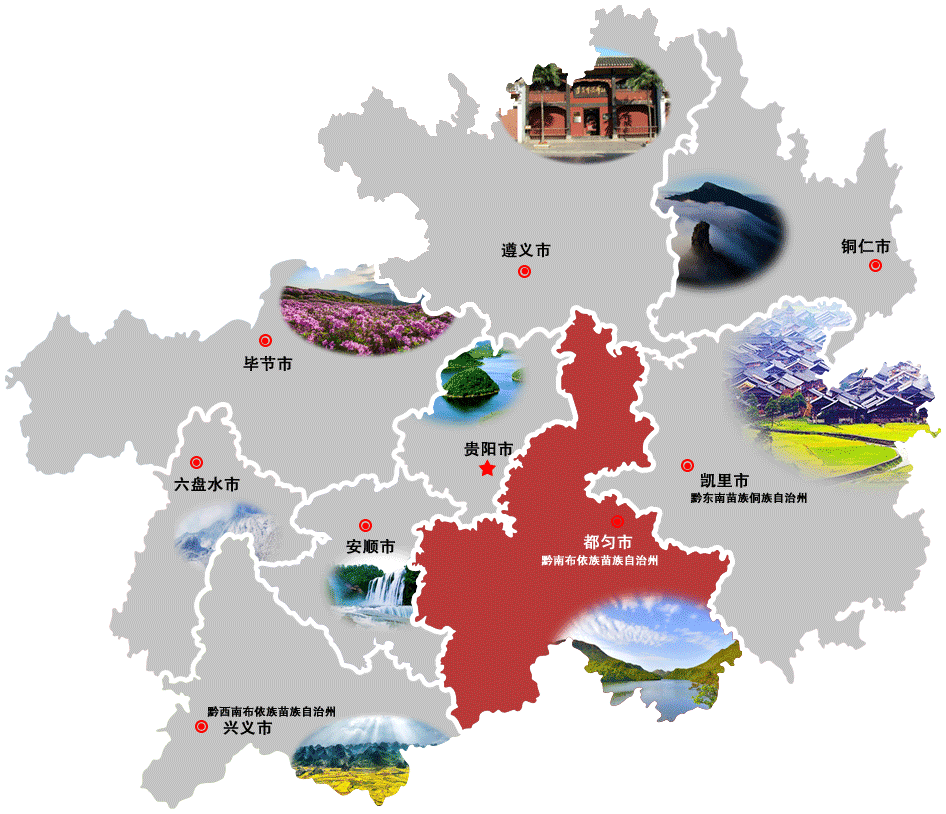 遵义市
铜仁市
毕节市
贵阳市
六盘水市
凯里市
黔东南苗族侗族自治州
安顺市
都匀市
黔南布依族苗族自治州
黔西南布依族苗族自治州
兴义市